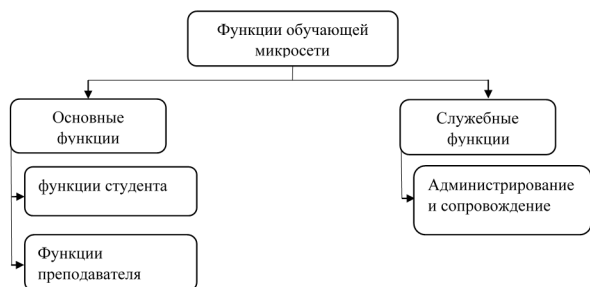 Функции обучающей
микросети
Основные
функции
Служебные
функции
функции студента
Администрирование
и сопровождение
Функции
преподавателя